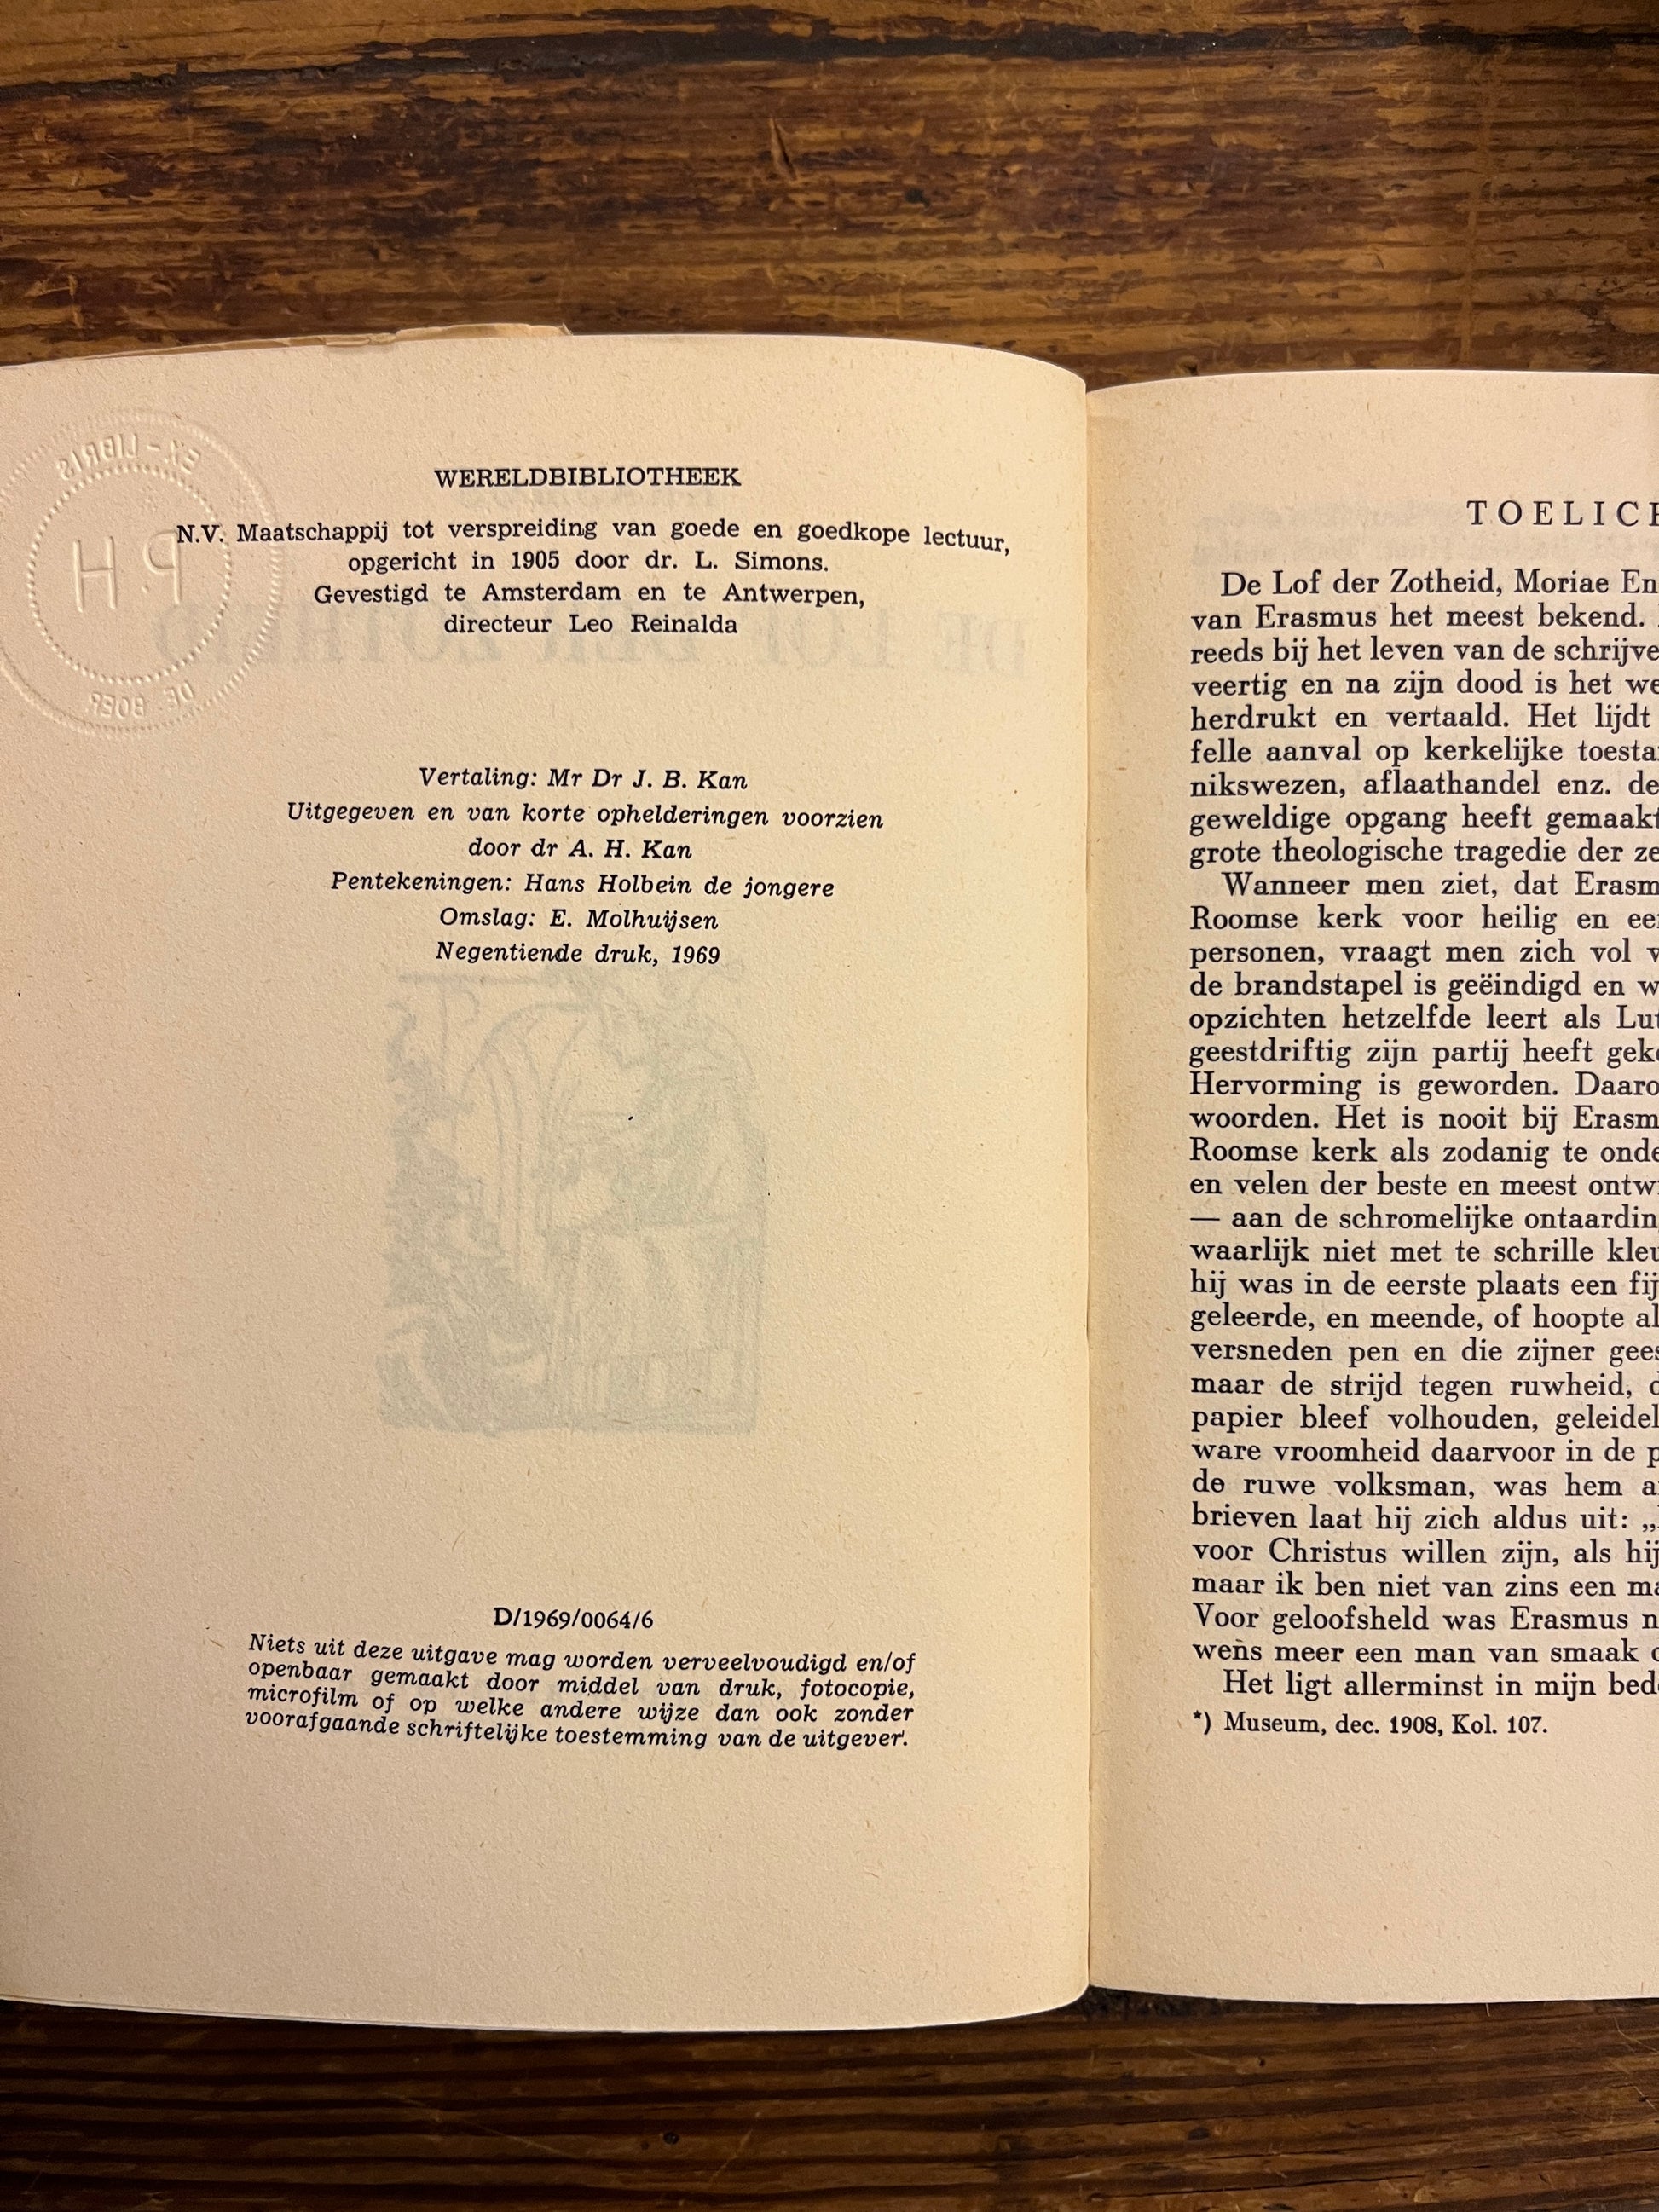 EX-LIBRIS
P.H
DE BOER
WERELDBIBLIOTHEEK
N.V. Maatschappij tot verspreiding van goede en goedkope lectuur,
opgericht in 1905 door dr. L. Simons.
Gevestigd te Amsterdam en te Antwerpen,
directeur Leo Reinalda
DE LOF DER ZOTHEID
Vertaling: Mr Dr J. B. Kan
Uitgegeven en van korte ophelderingen voorzien
door dr A. H. Kan
Pentekeningen: Hans Holbein de jongere
Omslag: E. Molhuijsen
Negentiende druk, 1969
D/1969/0064/6
Niets uit deze uitgave mag worden verveelvoudigd en/of
openbaar gemaakt door middel van druk, fotocopie,
microfilm of op welke andere wijze dan ook zonder
voorafgaande schriftelijke toestemming van de uitgever.
TOELICH
De Lof der Zotheid, Moriae En
van Erasmus het meest bekend.
reeds bij het leven van de schrijve
veertig en na zijn dood is het we
herdrukt en vertaald. Het lijdt
felle aanval op kerkelijke toesta
nikswezen, aflaathandel enz. de
geweldige opgang heeft gemaakt
grote theologische tragedie der ze
Wanneer men ziet, dat Erasm
Roomse kerk voor heilig en ee
personen, vraagt men zich vol v
de brandstapel is geëindigd en w
opzichten hetzelfde leert als Lut
geestdriftig zijn partij heeft geko
Hervorming is geworden. Daaro
woorden. Het is nooit bij Erasm
Roomse kerk als zodanig te onde
en velen der beste en meest ontwi
— aan de schromelijke ontaardin
waarlijk niet met te schrille kleu
hij was in de eerste plaats een fij
geleerde, en meende, of hoopte al
versneden pen en die zijner gees
maar de strijd tegen ruwheid, d
papier bleef volhouden, geleidel
ware vroomheid daarvoor in de p
de ruwe volksman, was hem a
brieven laat hij zich aldus uit: „
voor Christus willen zijn, als hij
maar ik ben niet van zins een ma
Voor geloofsheld was Erasmus n
wens meer een man van smaak
Het ligt allerminst in mijn bed
*) Museum, dec. 1908, Kol. 107.